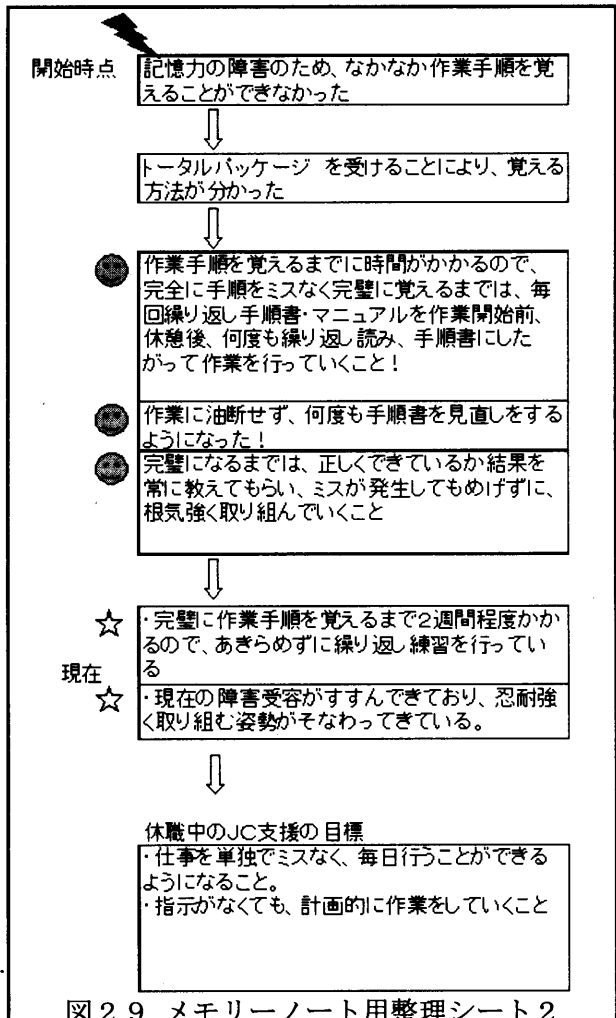 開始時点
記憶力の障害のため、なかなか作業手順を覚
えることができなかった
トータルパッケージ を受けることにより、覚える
方法が分かった
作業手順を覚えるまでに時間がかかるので、
完全に手順をミスなく完璧に覚えるまでは、毎
回繰り返し手順書・マニュアルを作業開始前、
休憩後、何度も繰り返し読み、手順書にした
がって作業を行っていくこと!
作業に油断せず、何度も手順書を見直しをする
ようになった!
完璧になるまでは、正しくできているか結果を
常に教えてもらい、ミスが発生してもめげずに、
根気強く取り組んでいくこと
・完璧に作業手順を覚えるまで2週間程度かか
るので、あきらめずに繰り返し練習を行ってい
る
現在
・現在の障害受容がすすんできており、忍耐強
く取り組む姿勢がそなわってきている。
休職中のJC支援の目標
・仕事を単独でミスなく、毎日行うことができる
ようになること。
・指示がなくても、計画的に作業をしていくこと
図29 メモリーノート用整理シート2